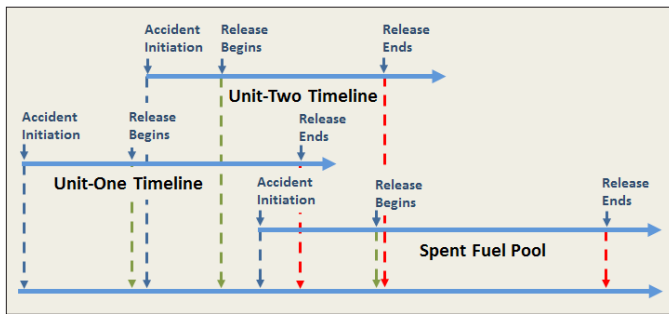 Accident
Initiation
Release
Begins
Release
Ends
Unit-Two Timeline
Accident
Initiation
Release
Begins
Release
Ends
Unit-One Timeline
Accident
Initiation
Release
Begins
Release
Ends
Spent Fuel Pool